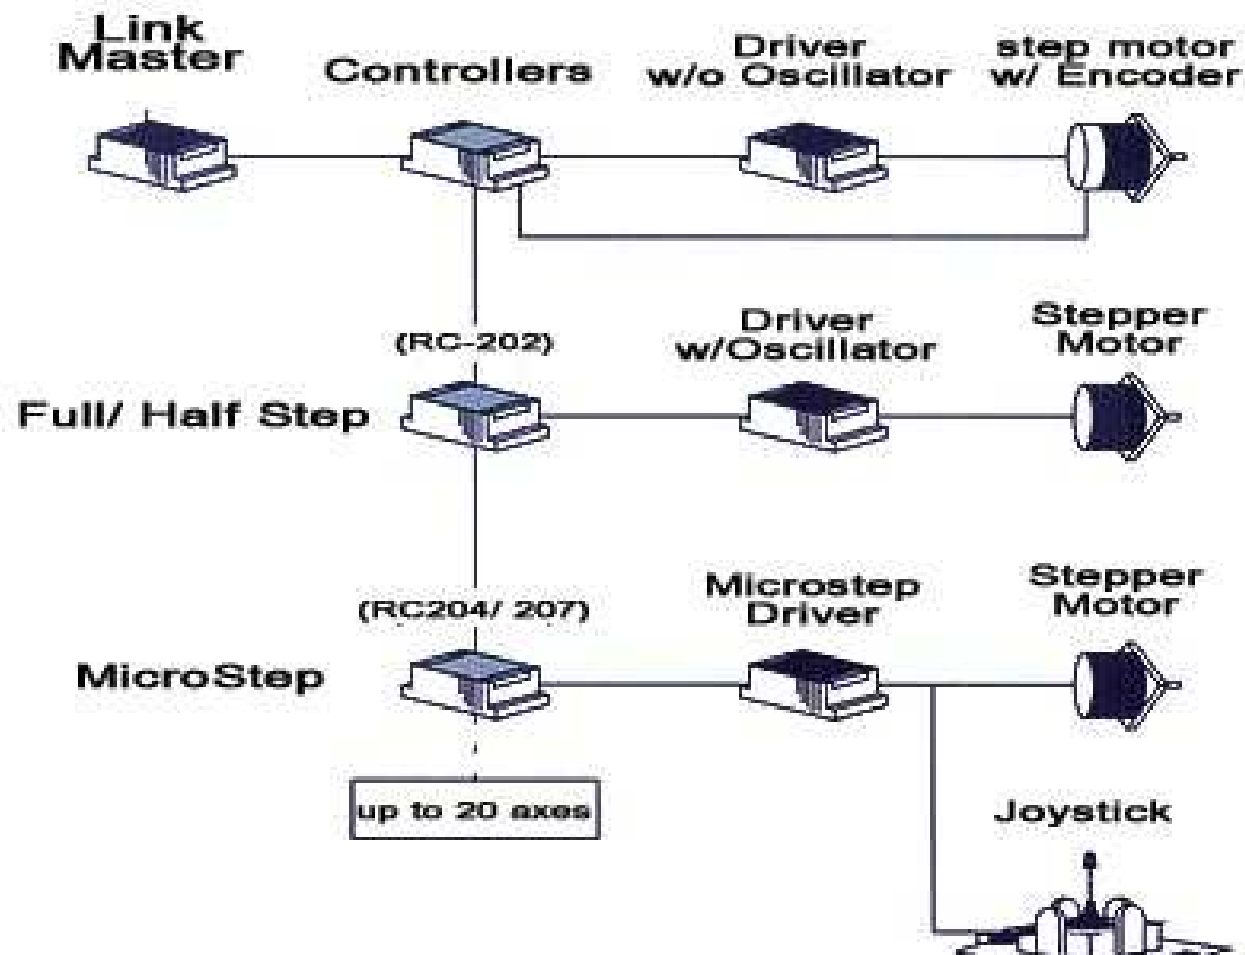 Link
Master
Controllers
Driver
w/o Oscillator
step motor
w/ Encoder
(RC-202)
Driver
w/Oscillator
Stepper
Motor
Full/ Half Step
(RC204/ 207)
Microstep
Driver
Stepper
Motor
MicroStep
up to 20 axes
Joystick